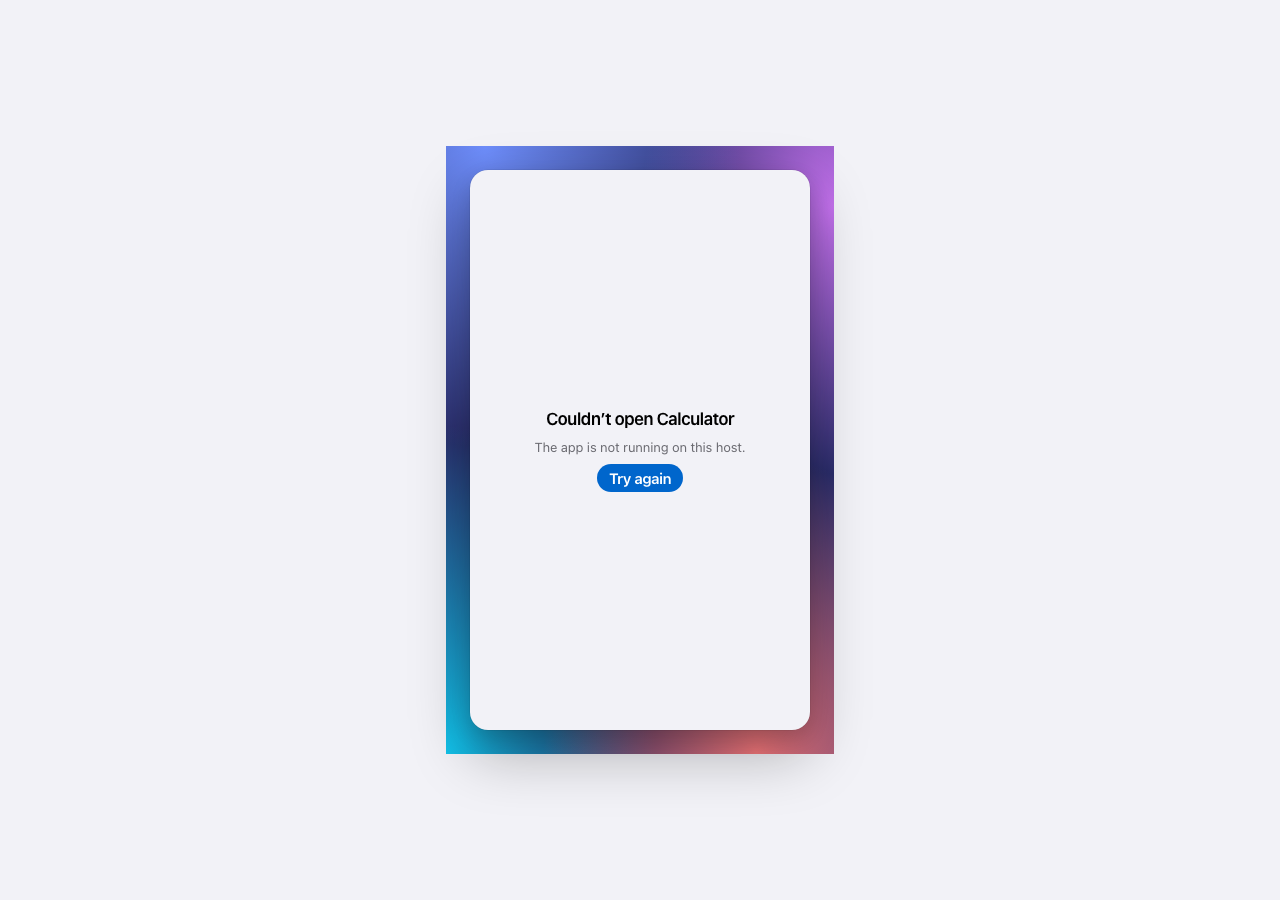 Couldn’t open Calculator
The app is not running on this host.
Try again